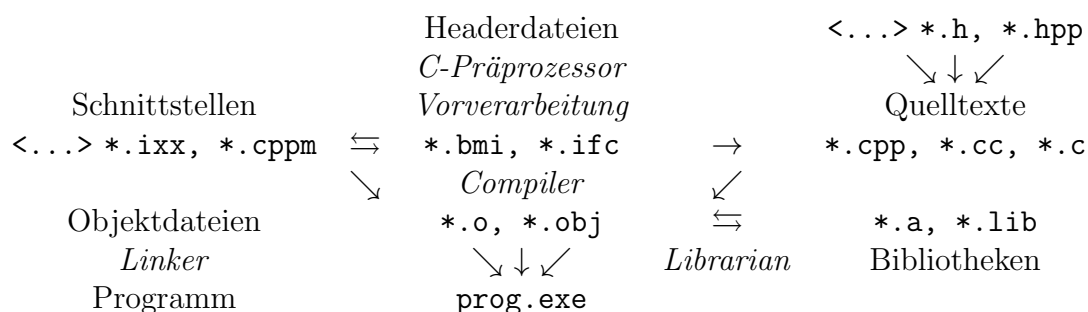 Headerdateien <...> *.h, *.hpp
C-Präprozessor ↘ ↓ ↙
Schnittstellen Vorverarbeitung Quelltexte
<...> *.ixx, *.cppm ⇆ *.bmi, *.ifc → *.cpp, *.cc, *.c
↘ Compiler ↙
Objektdateien *.o, *.obj ⇆ *.a, *.lib
Linker ↘ ↓ ↙ Librarian Bibliotheken
Programm prog.exe